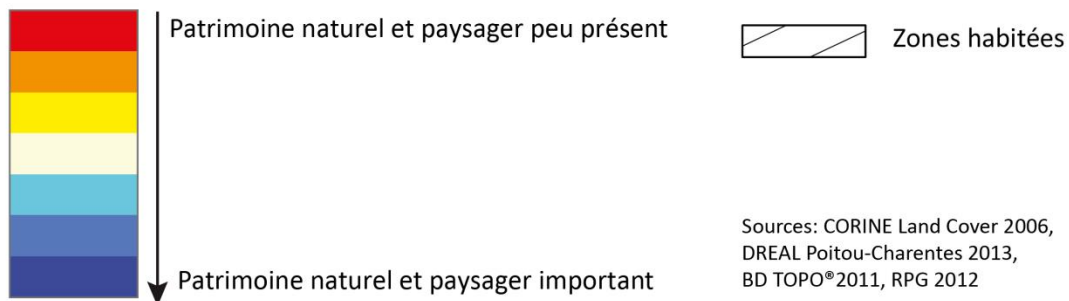 Patrimoine naturel et paysager peu présent
Zones habitées
Patrimoine naturel et paysager important
Sources: CORINE Land Cover 2006,
DREAL Poitou-Charentes 2013,
BD TOPO®2011, RPG 2012